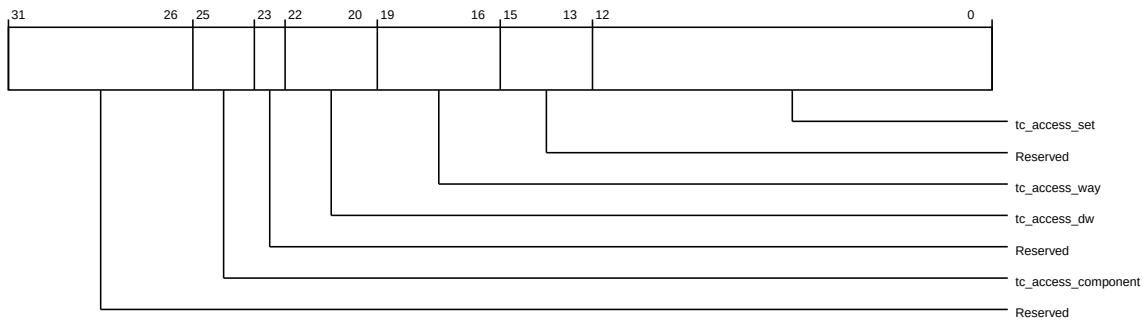 31 26 25 23 22 20 19 16 15 13 12 0
tc_access_set
Reserved
tc_access_way
tc_access_dw
Reserved
tc_access_component
Reserved